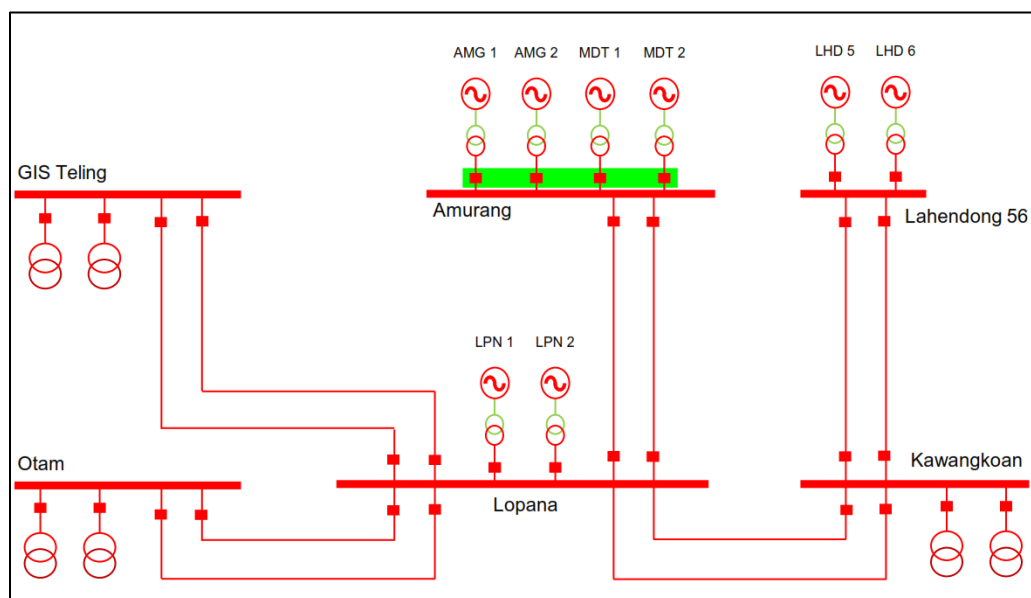 AMG 1 AMG 2 MDT 1 MDT 2 LHD 5 LHD 6
GIS Teling
Amurang
Lahendong 56
LPN 1 LPN 2
Otam
Kawangkoan
Lopana